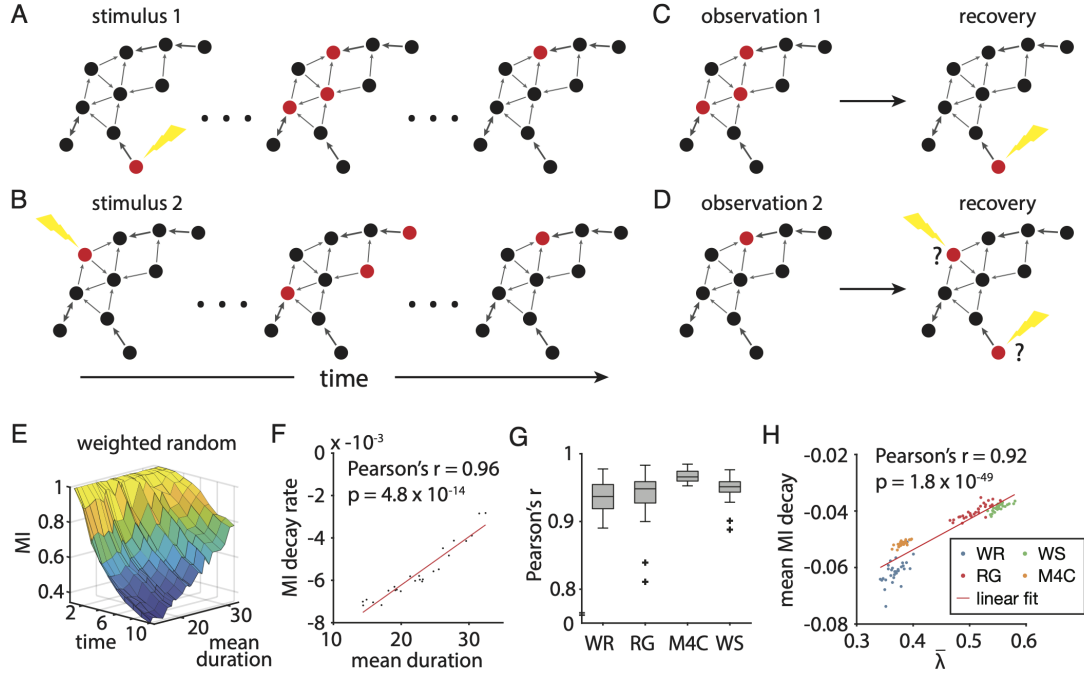 A
stimulus 1
C
observation 1
recovery
B
stimulus 2
D
observation 2
recovery
?
?
time
E
weighted random
MI
1
0.8
0.6
0.4
2
6
10
time
20
30
mean
duration
F
x -10⁻³
Pearson's r = 0.96
p = 4.8 x 10⁻¹⁴
MI decay rate
0
−2
−4
−6
-8
10
20
30
mean duration
G
Pearson's r
1
0.9
0.8
0
WR RG M4C WS
H
Pearson's r = 0.92
p = 1.8 x 10⁻⁴⁹
mean MI decay
-0.02
-0.04
-0.06
-0.08
WR WS
RG M4C
linear fit
0.3 0.4 0.5 0.6
λ̄